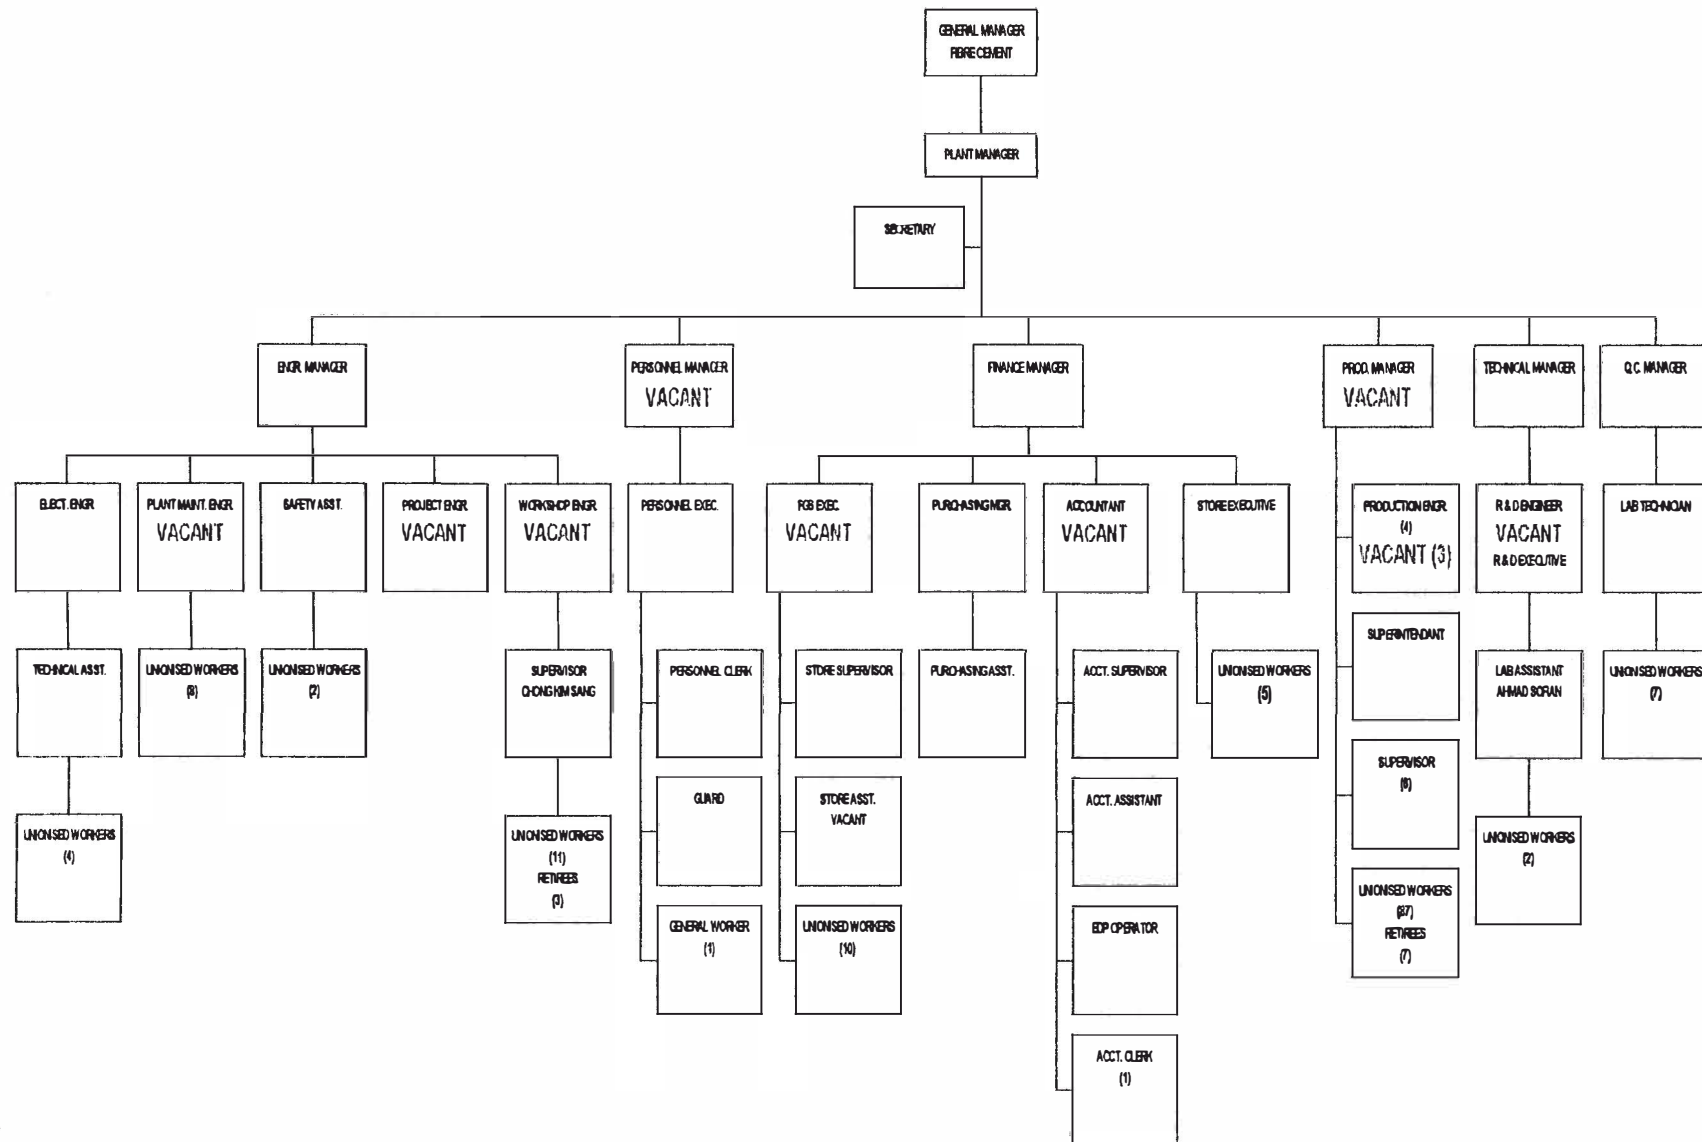 GENERAL MANAGER
FIBRE CEMENT
PLANT MANAGER
SECRETARY
ENGR. MANAGER
PERSONNEL MANAGER
VACANT
FINANCE MANAGER
PROD. MANAGER
VACANT
TECHNICAL MANAGER
Q.C. MANAGER
ELECT. ENGR
PLANT MAINT. ENGR
VACANT
SAFETY ASST.
PROJECT ENGR
VACANT
WORKSHOP ENGR
VACANT
PERSONNEL EXEC.
FGS EXEC.
VACANT
PURCHASING MGR.
ACCOUNTANT
VACANT
STORE EXECUTIVE
PRODUCTION ENGR.
(4)
VACANT (3)
R & D ENGINEER
VACANT
R & D EXECUTIVE
LAB TECHNICIAN
SUPERINTENDANT
TECHNICAL ASST.
UNIONISED WORKERS
(8)
UNIONISED WORKERS
(2)
SUPERVISOR
CHONG KIM SANG
PERSONNEL CLERK
STORE SUPERVISOR
PURCHASING ASST.
ACCT. SUPERVISOR
UNIONISED WORKERS
(5)
LAB ASSISTANT
AHMAD SOFIAN
UNIONISED WORKERS
(7)
SUPERVISOR
(6)
GUARD
STORE ASST.
VACANT
ACCT. ASSISTANT
UNIONISED WORKERS
(4)
UNIONISED WORKERS
(11)
RETIREES
(3)
UNIONISED WORKERS
(2)
UNIONISED WORKERS
(87)
RETIREES
(7)
GENERAL WORKER
(1)
UNIONISED WORKERS
(10)
EDP OPERATOR
ACCT. CLERK
(1)